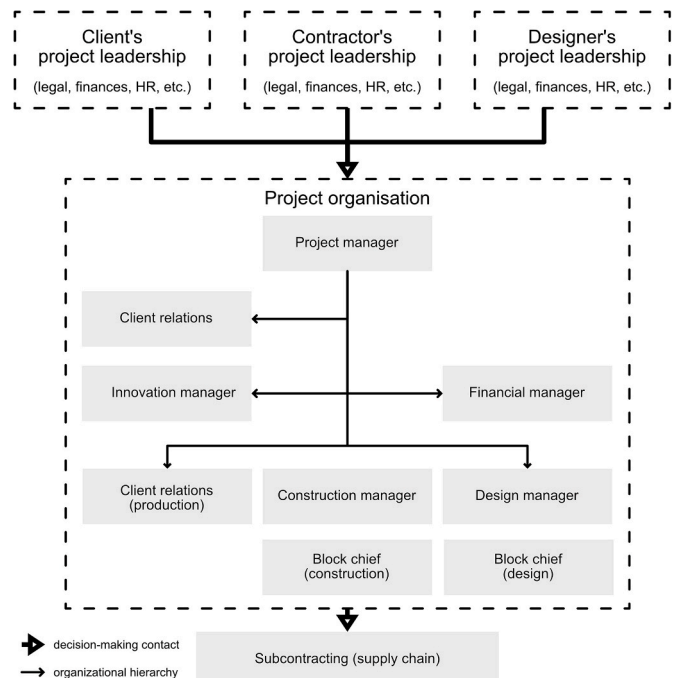 Client's
project leadership
(legal, finances, HR, etc.)
Contractor's
project leadership
(legal, finances, HR, etc.)
Designer's
project leadership
(legal, finances, HR, etc.)
Project organisation
Project manager
Client relations
Innovation manager
Financial manager
Client relations
(production)
Construction manager
Design manager
Block chief
(construction)
Block chief
(design)
decision-making contact
organizational hierarchy
Subcontracting (supply chain)